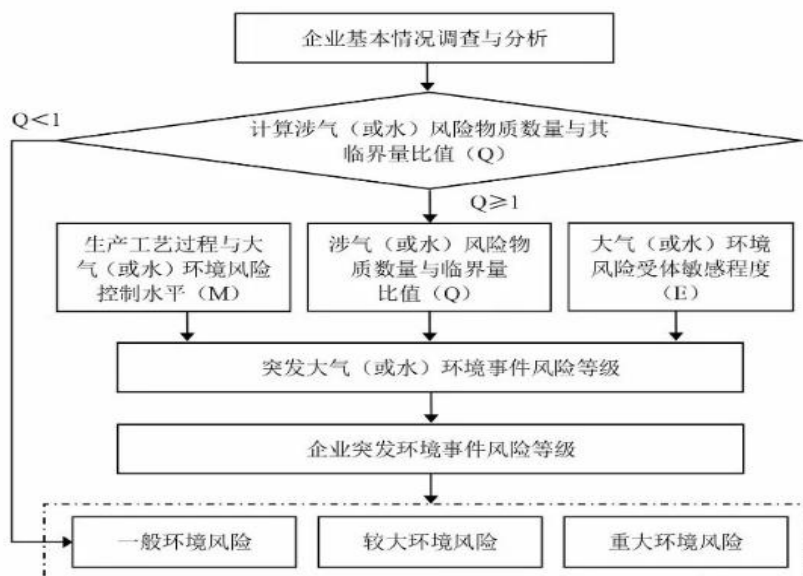 企业基本情况调查与分析
Q＜1
计算涉气（或水）风险物质数量与其
临界量比值（Q）
Q≥1
生产工艺过程与大
气（或水）环境风险
控制水平（M）
涉气（或水）风险物
质数量与临界量
比值（Q）
大气（或水）环境
风险受体敏感程度
（E）
突发大气（或水）环境事件风险等级
企业突发环境事件风险等级
一般环境风险
较大环境风险
重大环境风险